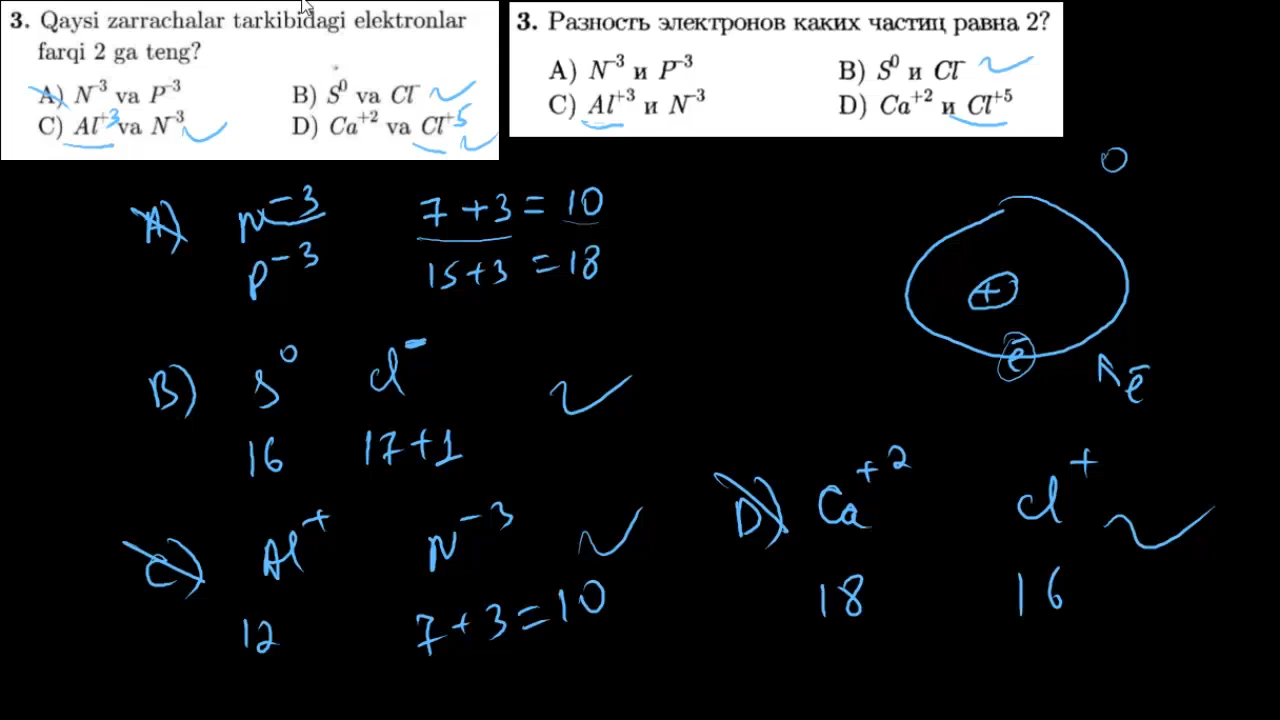 3. Qaysi zarrachalar tarkibidagi elektronlar
farqi 2 ga teng?
A) N⁻³ va P⁻³ B) S⁰ va Cl⁻
C) Al⁺³ va N⁻³ D) Ca⁺² va Cl⁺⁵
3. Разность электронов каких частиц равна 2?
A) N⁻³ и P⁻³ B) S⁰ и Cl⁻
C) Al⁺³ и N⁻³ D) Ca⁺² и Cl⁺⁵
A) N⁻³ 7 + 3 = 10
P⁻³ 15 + 3 = 18
B) S⁰ Cl⁻
16 17 + 1
C) Al⁺ N⁻³
12 7 + 3 = 10
0
+
ē
ē
D) Ca⁺² Cl⁺
18 16